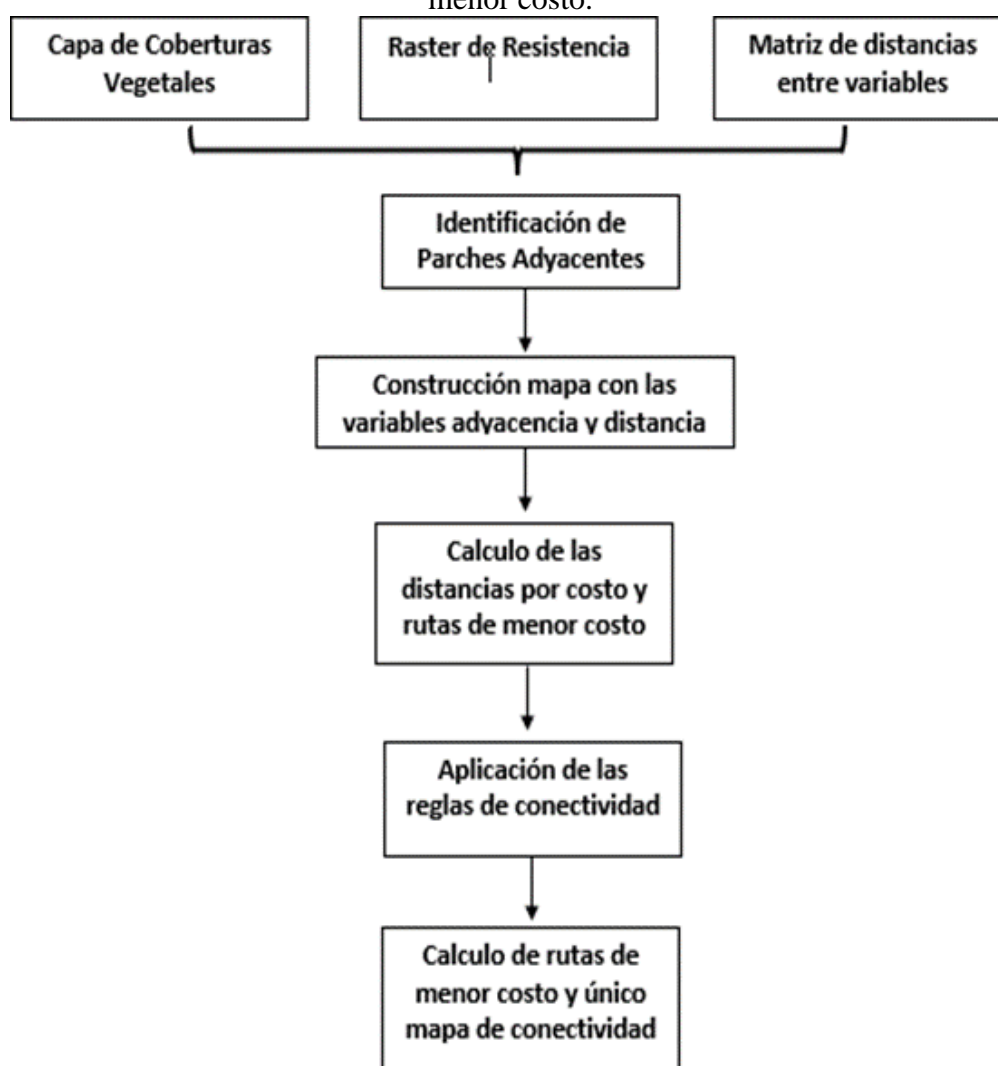 menor costo.
Capa de Coberturas
Vegetales
Raster de Resistencia
Matriz de distancias
entre variables
Identificación de
Parches Adyacentes
Construcción mapa con las
variables adyacencia y distancia
Calculo de las
distancias por costo y
rutas de menor costo
Aplicación de las
reglas de conectividad
Calculo de rutas de
menor costo y único
mapa de conectividad